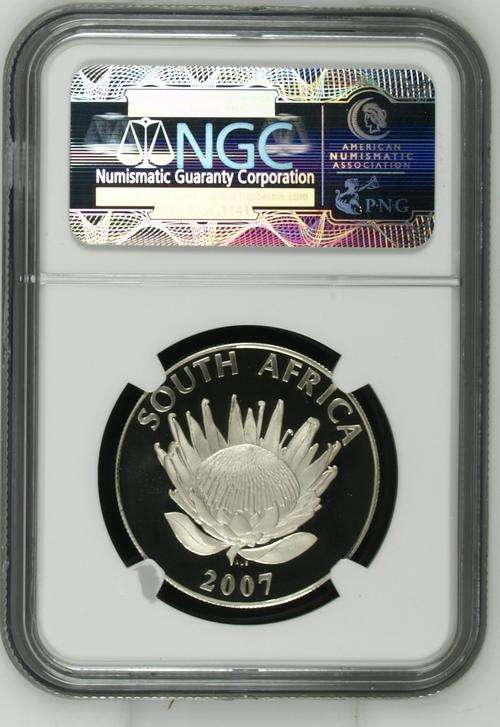 NGC
Numismatic Guaranty Corporation
AMERICAN
NUMISMATIC
ASSOCIATION
PNG
SOUTH AFRICA
2007